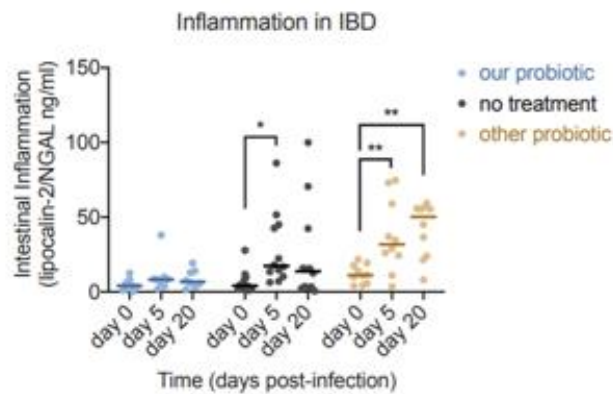 Inflammation in IBD
Intestinal Inflammation
(lipocalin-2/NGAL ng/ml)
150
100
50
0
*
**
**
our probiotic
no treatment
other probiotic
day 0
day 5
day 20
day 0
day 5
day 20
day 0
day 5
day 20
Time (days post-infection)